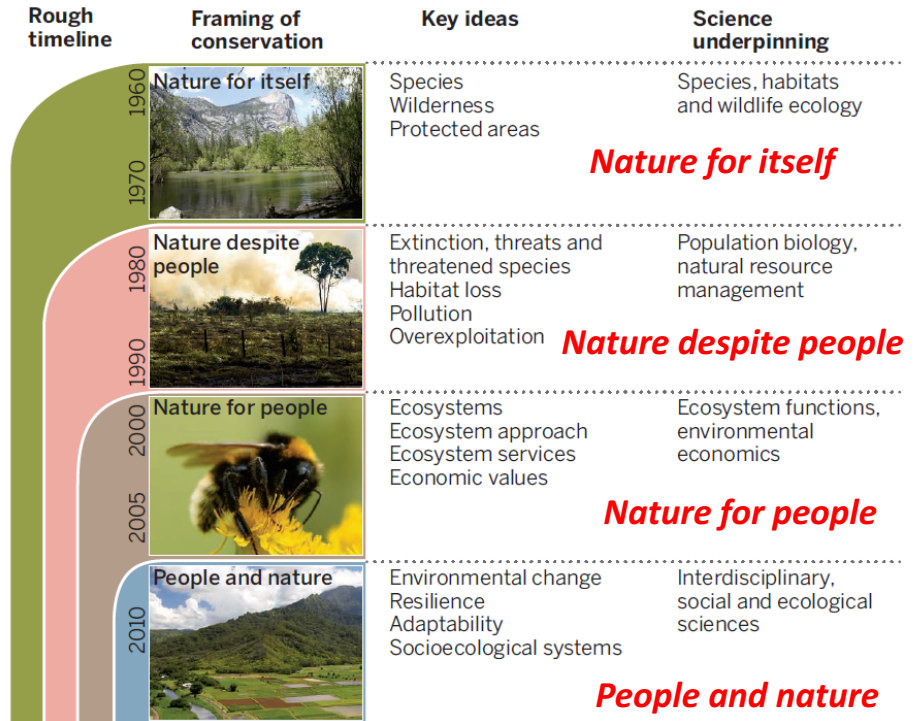 Rough
timeline
Framing of
conservation
Key ideas
Science
underpinning
1960
1970
Nature for itself
Species
Wilderness
Protected areas
Species, habitats
and wildlife ecology
Nature for itself
1980
1990
Nature despite
people
Extinction, threats and
threatened species
Habitat loss
Pollution
Overexploitation
Population biology,
natural resource
management
Nature despite people
2000
2005
Nature for people
Ecosystems
Ecosystem approach
Ecosystem services
Economic values
Ecosystem functions,
environmental
economics
Nature for people
2010
People and nature
Environmental change
Resilience
Adaptability
Socioecological systems
Interdisciplinary,
social and ecological
sciences
People and nature